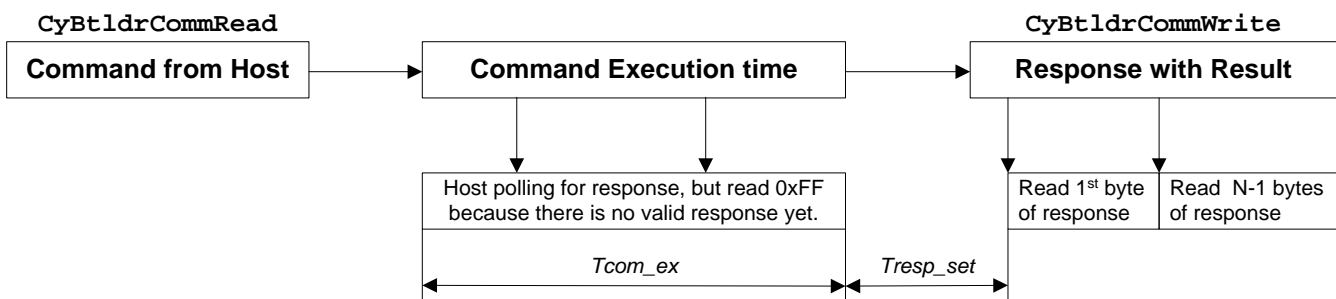 CyBtldrCommRead
CyBtldrCommWrite
Command from Host
Command Execution time
Response with Result
Host polling for response, but read 0xFF
because there is no valid response yet.
Read 1st byte
of response
Read N-1 bytes
of response
Tcom_ex
Tresp_set